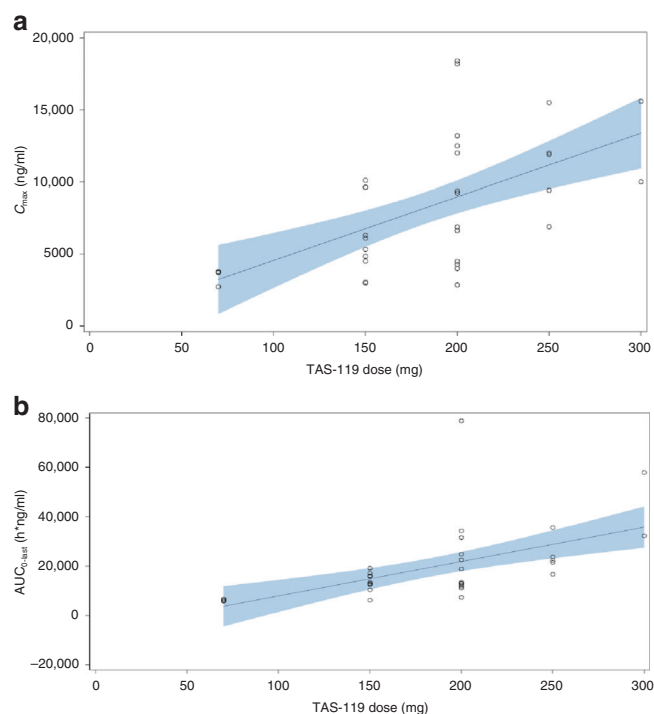 a
20,000
15,000
10,000
5000
0
C_max (ng/ml)
0 50 100 150 200 250 300
TAS-119 dose (mg)
b
80,000
60,000
40,000
20,000
0
−20,000
AUC_0-last (h*ng/ml)
0 50 100 150 200 250 300
TAS-119 dose (mg)